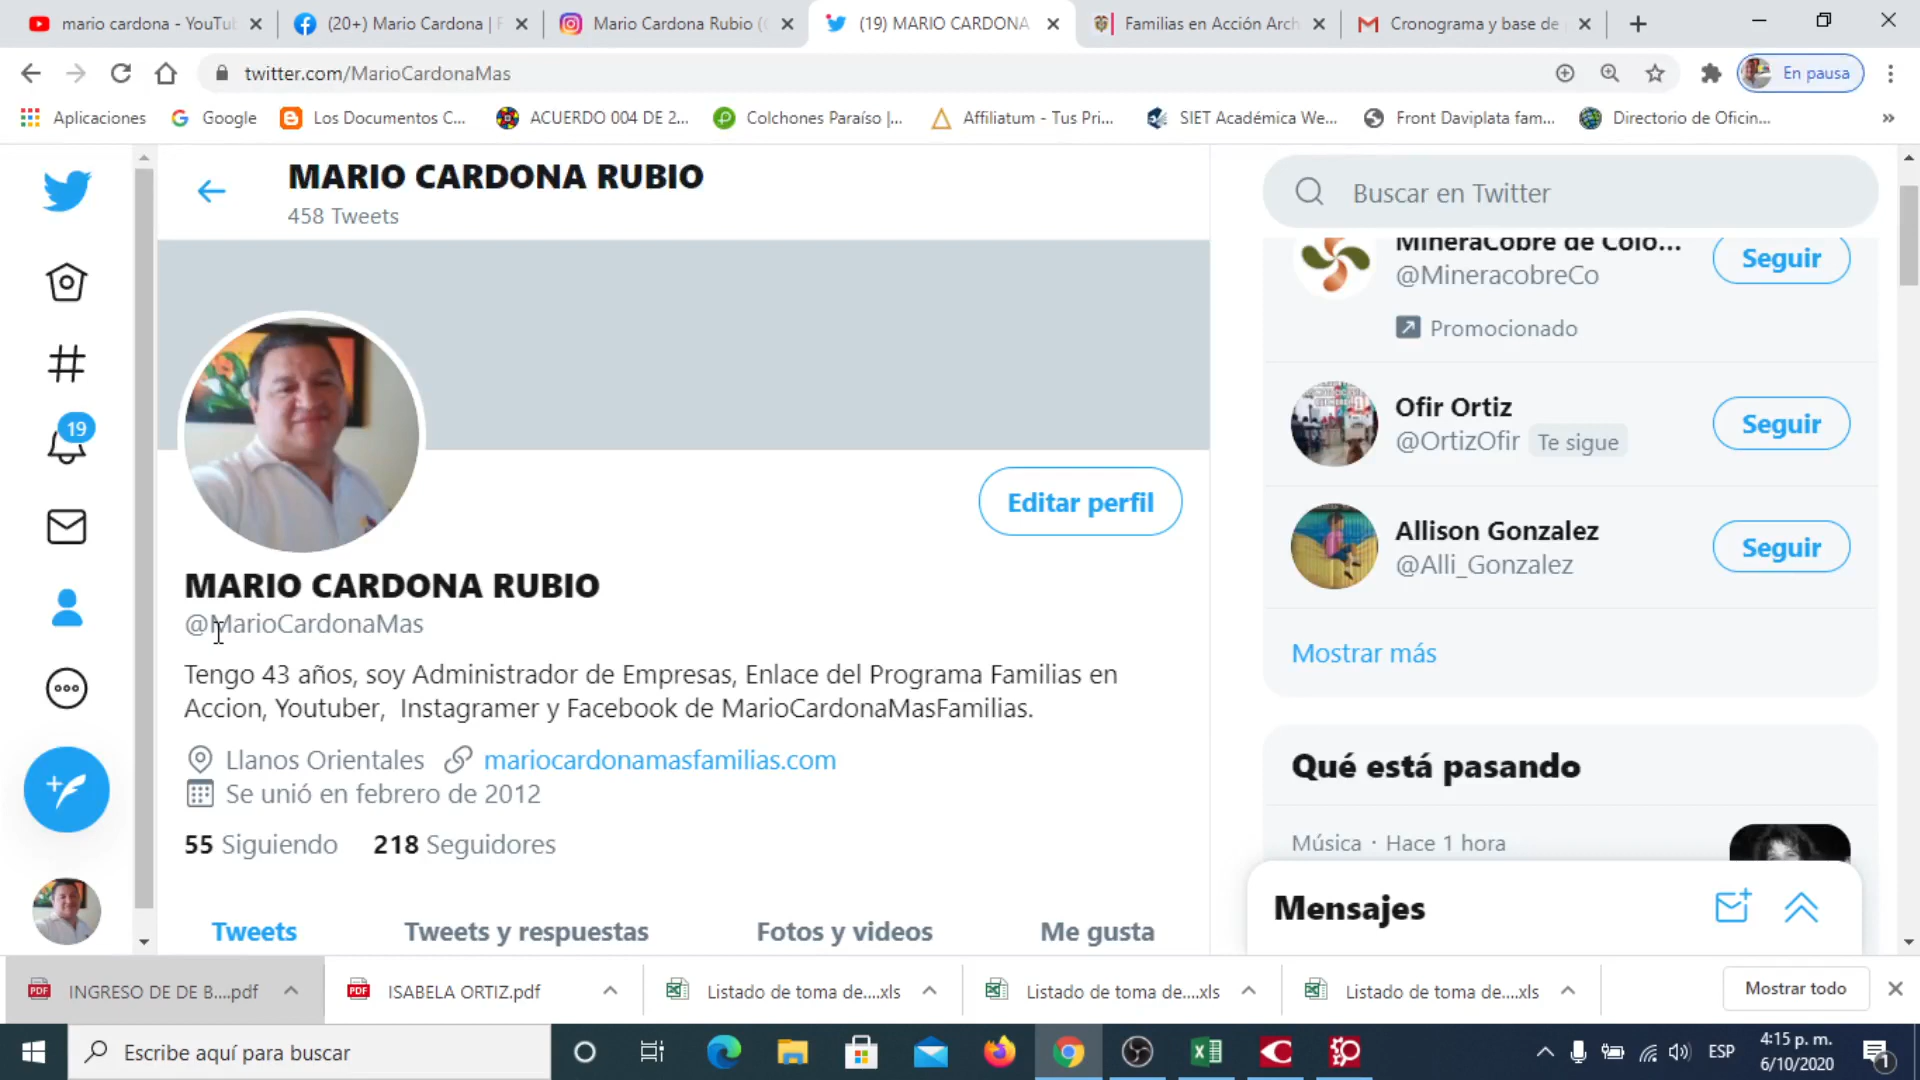 mario cardona - YouTu
(20+) Mario Cardona | F
Mario Cardona Rubio (
(19) MARIO CARDONA
Familias en Acción Arch
Cronograma y base de
twitter.com/MarioCardonaMas
En pausa
Aplicaciones
Google
Los Documentos C...
ACUERDO 004 DE 2...
Colchones Paraíso |...
Affiliatum - Tus Pri...
SIET Académica We...
Front Daviplata fam...
Directorio de Oficin...
»
MARIO CARDONA RUBIO
458 Tweets
19
Editar perfil
MARIO CARDONA RUBIO
@MarioCardonaMas
Tengo 43 años, soy Administrador de Empresas, Enlace del Programa Familias en
Accion, Youtuber, Instagramer y Facebook de MarioCardonaMasFamilias.
Llanos Orientales
mariocardonamasfamilias.com
Se unió en febrero de 2012
55 Siguiendo
218 Seguidores
Tweets
Tweets y respuestas
Fotos y videos
Me gusta
Buscar en Twitter
MineraCobre de Colo...
@MineracobreCo
Seguir
Promocionado
Ofir Ortiz
@OrtizOfir
Te sigue
Seguir
Allison Gonzalez
@Alli_Gonzalez
Seguir
Mostrar más
Qué está pasando
Música · Hace 1 hora
Mensajes
INGRESO DE DE B....pdf
ISABELA ORTIZ.pdf
Listado de toma de....xls
Listado de toma de....xls
Listado de toma de....xls
Mostrar todo
Escribe aquí para buscar
ESP
4:15 p. m.
6/10/2020
1